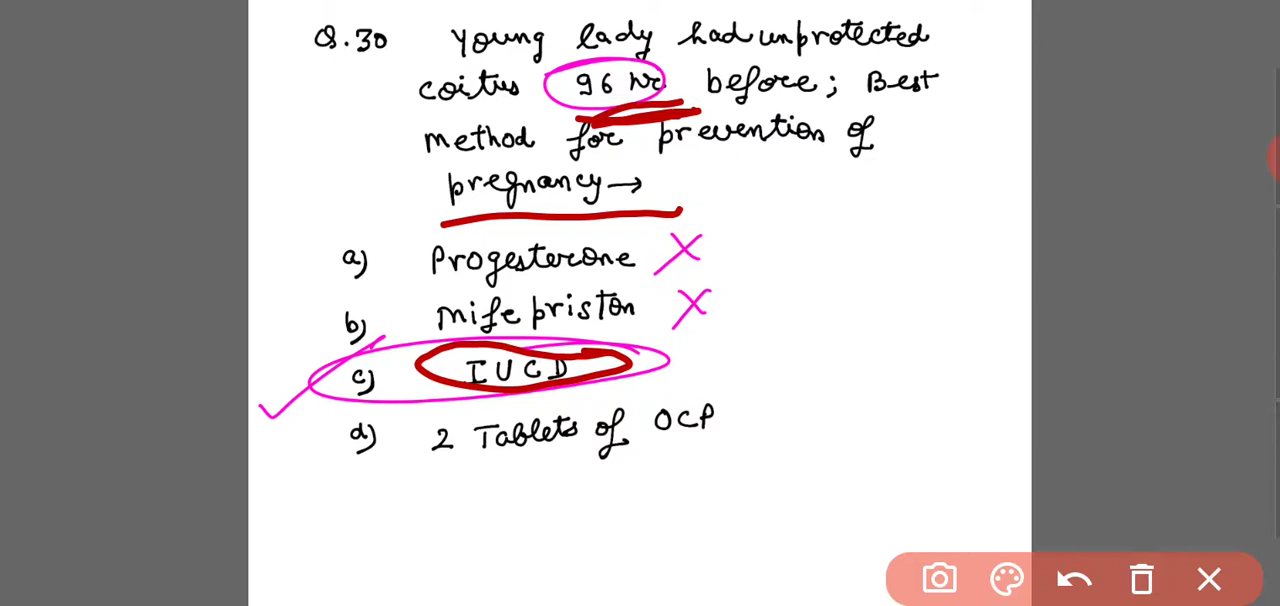 Q.30 Young lady had unprotected
coitus 96 hr before; Best
method for prevention of
pregnancy→
a) Progesterone
b) Mifepriston
c) IUCD
d) 2 Tablets of OCP